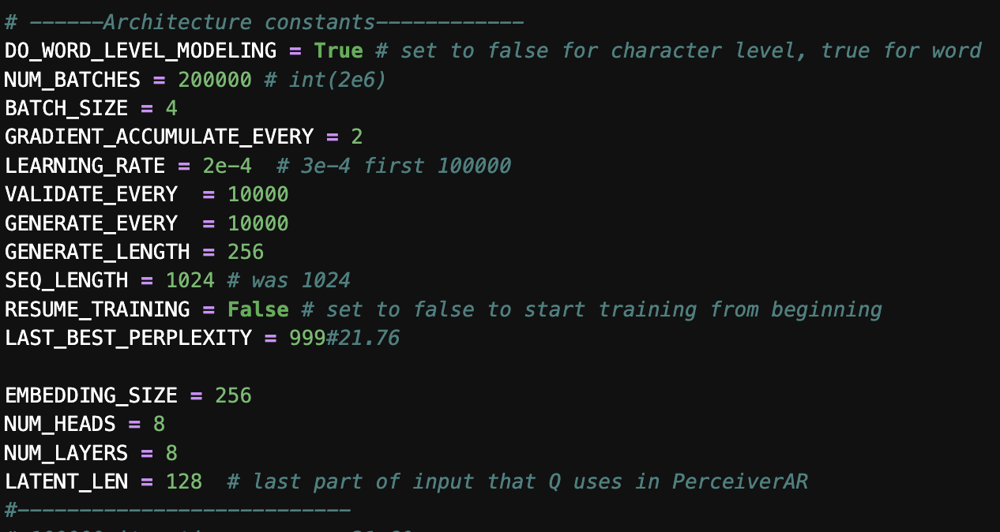 # ------Architecture constants------------
DO_WORD_LEVEL_MODELING = True # set to false for character level, true for word
NUM_BATCHES = 200000 # int(2e6)
BATCH_SIZE = 4
GRADIENT_ACCUMULATE_EVERY = 2
LEARNING_RATE = 2e-4  # 3e-4 first 100000
VALIDATE_EVERY  = 10000
GENERATE_EVERY  = 10000
GENERATE_LENGTH = 256
SEQ_LENGTH = 1024 # was 1024
RESUME_TRAINING = False # set to false to start training from beginning
LAST_BEST_PERPLEXITY = 999#21.76
EMBEDDING_SIZE = 256
NUM_HEADS = 8
NUM_LAYERS = 8
LATENT_LEN = 128  # last part of input that Q uses in PerceiverAR
#---------------------------